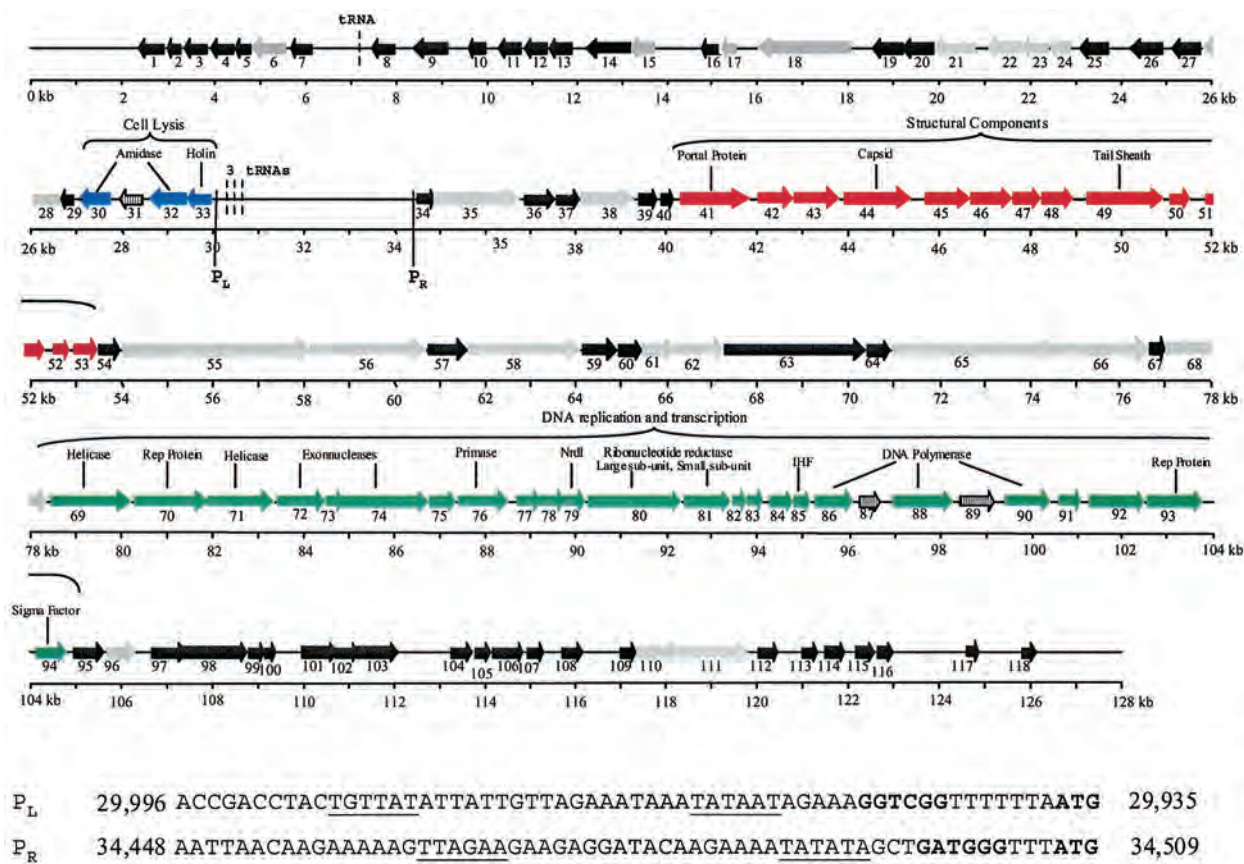 tRNA
1 2 3 4 5 6 7 8 9 10 11 12 13 14 15 16 17 18 19 20 21 22 23 24 25 26 27
0 kb 2 4 6 8 10 12 14 16 18 20 22 24 26
Cell Lysis
Structural Components
Amidase Holin 3 tRNAs Portal Protein Capsid Tail Sheath
28 29 30 31 32 33 34 35 36 37 38 39 40 41 42 43 44 45 46 47 48 49 50 51
26 kb 28 30 32 34 35 36 38 40 42 44 46 48 50 52 kb
PL PR
52 53 54 55 56 57 58 59 60 61 62 63 64 65 66 67 68
52 kb 54 56 58 60 62 64 66 68 70 72 74 76 78 kb
DNA replication and transcription
Helicase Rep Protein Helicase Exonnucleases Primase Nrdl Ribonucleotide reductase IHF DNA Polymerase Rep Protein
Large sub-unit, Small sub-unit
69 70 71 72 73 74 75 76 77 78 79 80 81 82 83 84 85 86 87 88 89 90 91 92 93
78 kb 80 82 84 86 88 90 92 94 96 98 100 102 104 kb
Sigma Factor
94 95 96 97 98 99 100 101 102 103 104 105 106 107 108 109 110 111 112 113 114 115 116 117 118
104 kb 106 108 110 112 114 116 118 120 122 124 126 128 kb
PL 29,996 ACCGACCTACTGTTATATTATTGTTAGAAATAAATATAATAGAAAGGTCGGTTTTTTAATG 29,935
PR 34,448 AATTAACAAGAAAAAGTTAGAAGAAGAGGATACAAGAAAATATATAGCTGATGGGTTTATG 34,509